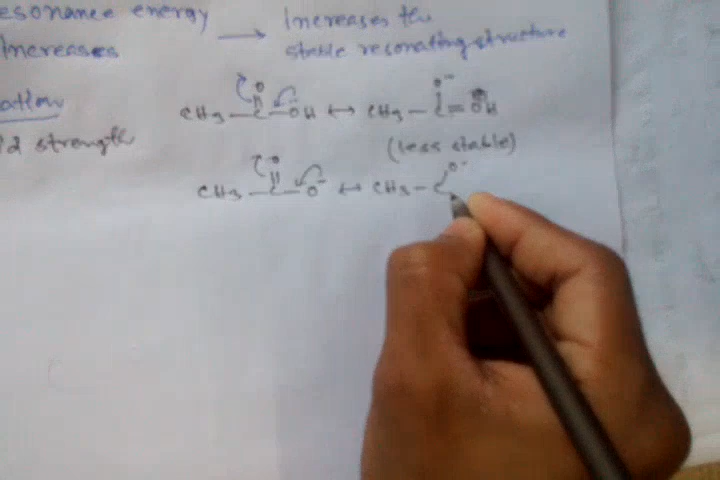 esonance energy → Increases the
Increases stable resonating structure
O O⁻
CH3 — C — OH ↔ CH3 — C = OH
d strength (less stable)
O O⁻
CH3 — C — O⁻ ↔ CH3 — C